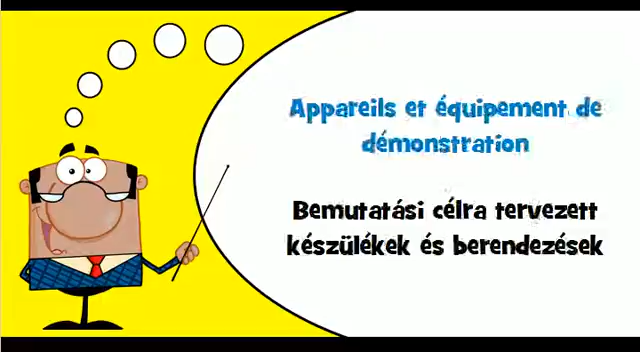 Appareils et équipement de
démonstration
Bemutatási célra tervezett
készülékek és berendezések